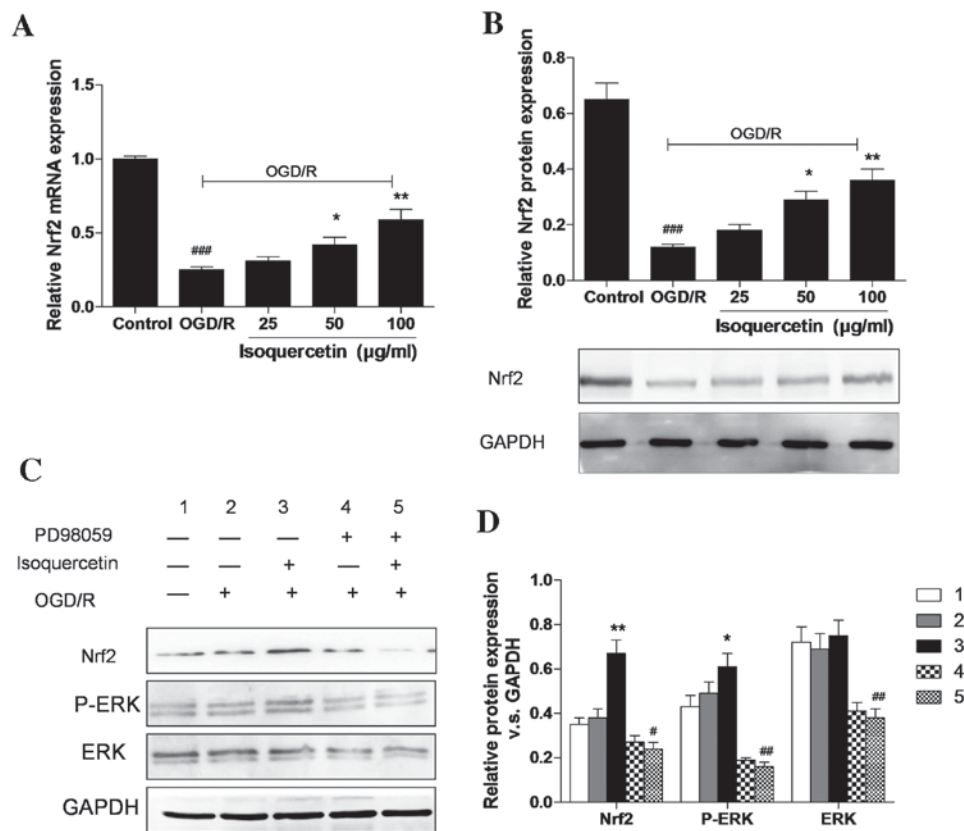 A
Relative Nrf2 mRNA expression
1.5
1.0
0.5
0.0
OGD/R
###
*
**
Control OGD/R 25 50 100
Isoquercetin (μg/ml)
B
Relative Nrf2 protein expression
0.8
0.6
0.4
0.2
0.0
OGD/R
###
*
**
Control OGD/R 25 50 100
Isoquercetin (μg/ml)
Nrf2
GAPDH
C
1 2 3 4 5
PD98059 — — — + +
Isoquercetin — — + — +
OGD/R — + + + +
Nrf2
P-ERK
ERK
GAPDH
D
Relative protein expression
v.s. GAPDH
1.0
0.8
0.6
0.4
0.2
0.0
**
#
*
##
##
Nrf2 P-ERK ERK
1
2
3
4
5